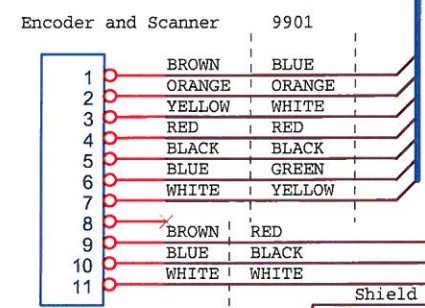 Encoder and Scanner 9901
1 BROWN BLUE
2 ORANGE ORANGE
3 YELLOW WHITE
4 RED RED
5 BLACK BLACK
6 BLUE GREEN
7 WHITE YELLOW
8
9 BROWN RED
10 BLUE BLACK
11 WHITE WHITE
Shield